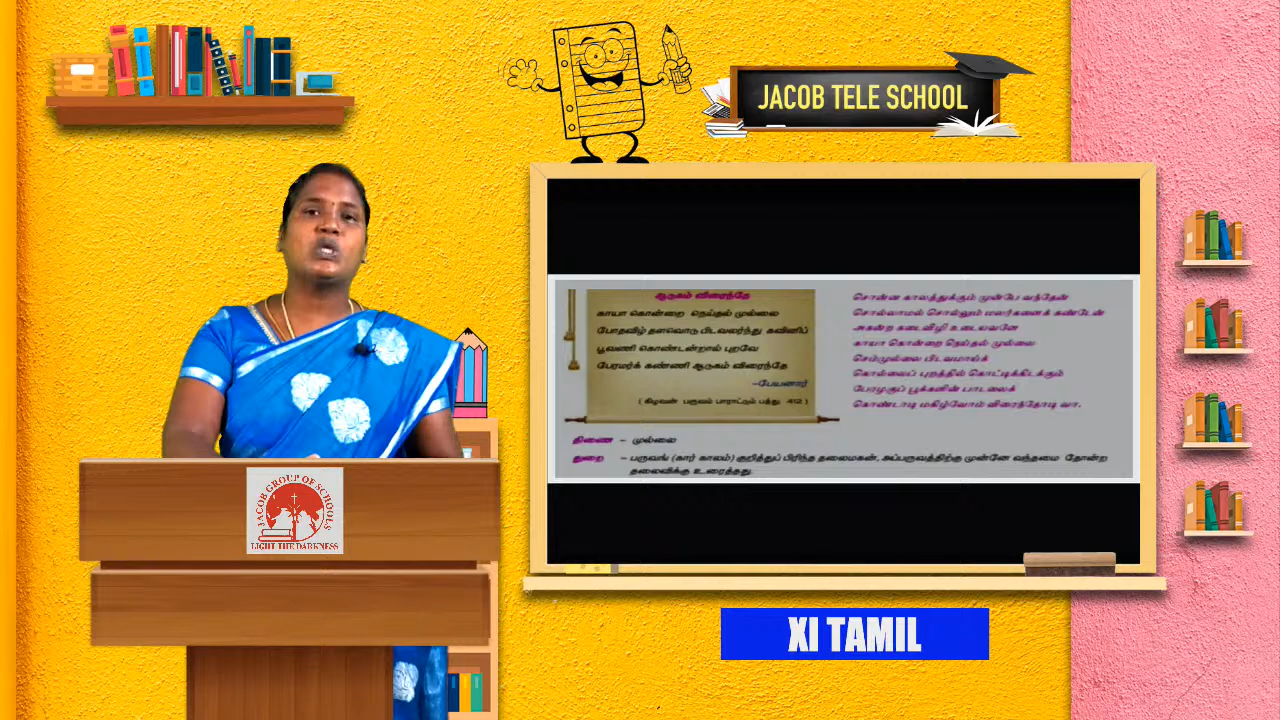 JACOB TELE SCHOOL
ஆடுகம் விரைந்தே
காயா கொன்றை நெய்தல் முல்லை
போதவிழ் தளவொடு பிடவலர்ந்து கவினிப்
பூவணி கொண்டன்றால் புறவே
பேரமர்க் கண்ணி ஆடுகம் விரைந்தே
-பேயனார்
( கிழவன் பருவம் பாராட்டும் பத்து 412 )
சொன்ன காலத்துக்கும் முன்பே வந்தேன்
சொல்லாமல் சொல்லும் மலர்களைக் கண்டேன்
அகன்ற கடைவிழி உடையவளே
காயா கொன்றை நெய்தல் முல்லை
செம்முல்லை பிடவமாய்க்
கொல்லைப் புறத்தில் கொட்டிக்கிடக்கும்
பேரழகுப் பூக்களின் பாடலைக்
கொண்டாடி மகிழ்வோம் விரைந்தோடி வா.
திணை – முல்லை
துறை – பருவங் (கார் காலம்) குறித்துப் பிரிந்த தலைமகன், அப்பருவத்திற்கு முன்னே வந்தமை தோன்ற
தலைவிக்கு உரைத்தது.
JACOB GROUP OF SCHOOLS
LIGHT THE DARKNESS
XI TAMIL